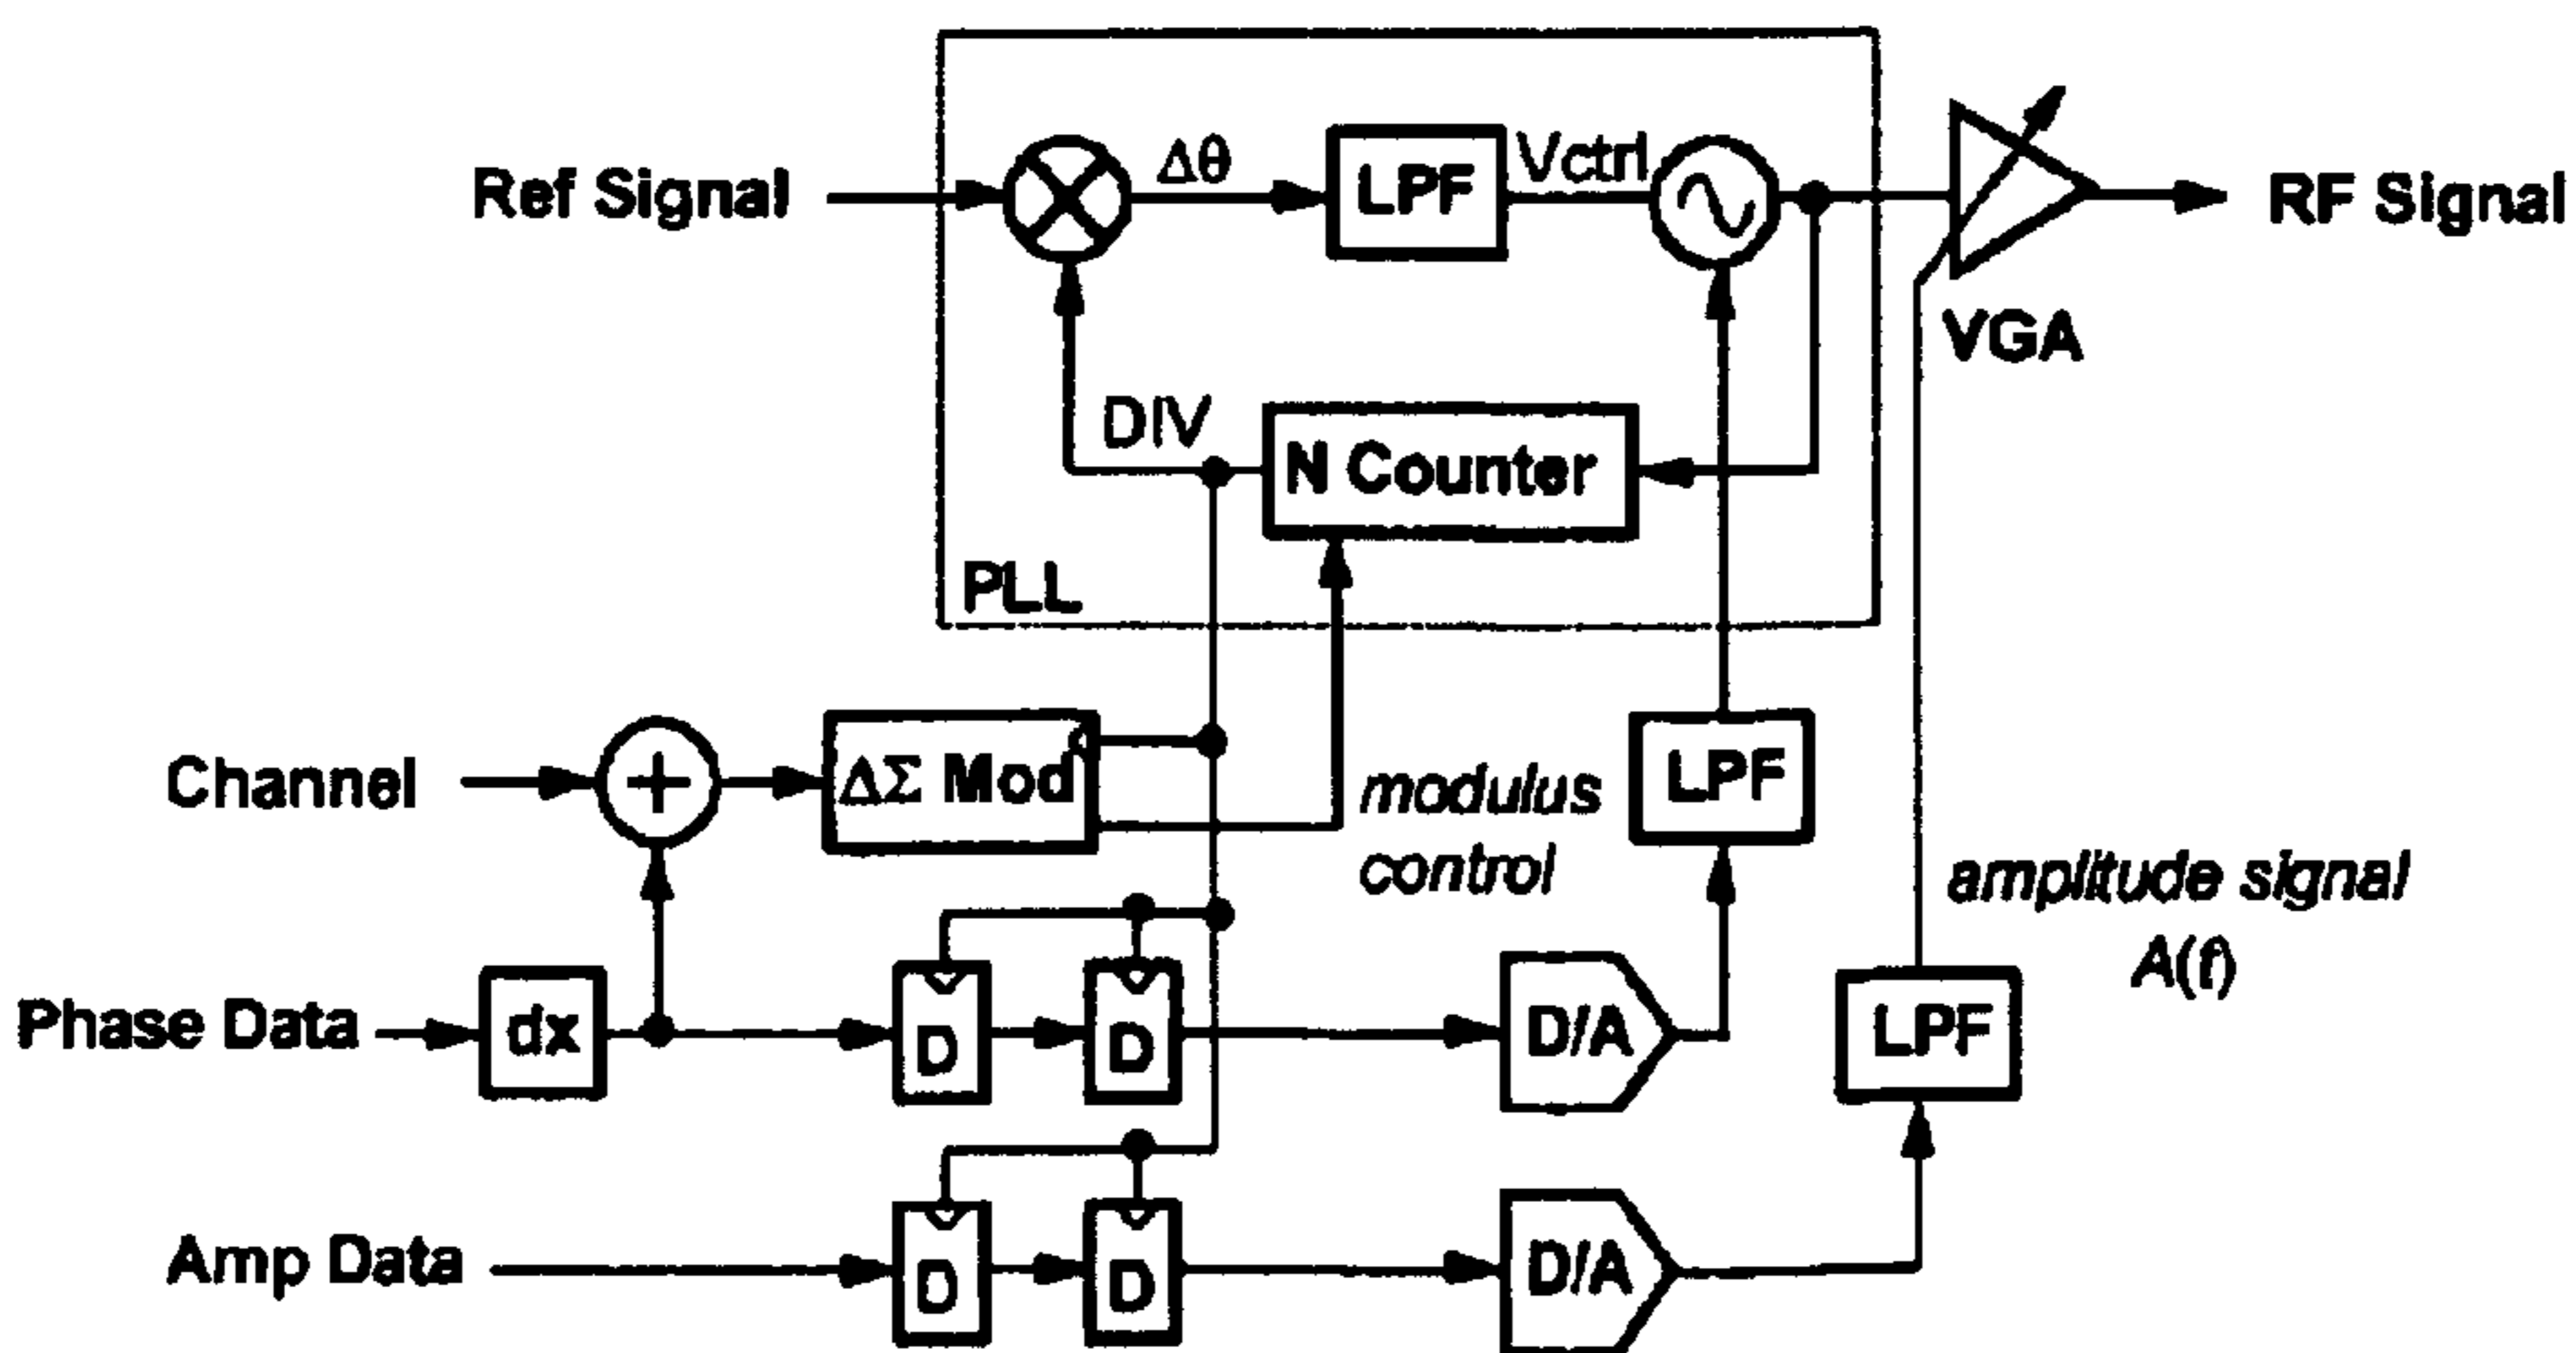 Ref Signal
Δθ
LPF
Vctrl
RF Signal
VGA
DIV
N Counter
PLL
Channel
+
ΔΣ Mod
modulus
control
LPF
amplitude signal
A(t)
Phase Data
dx
D
D
D/A
LPF
Amp Data
D
D
D/A